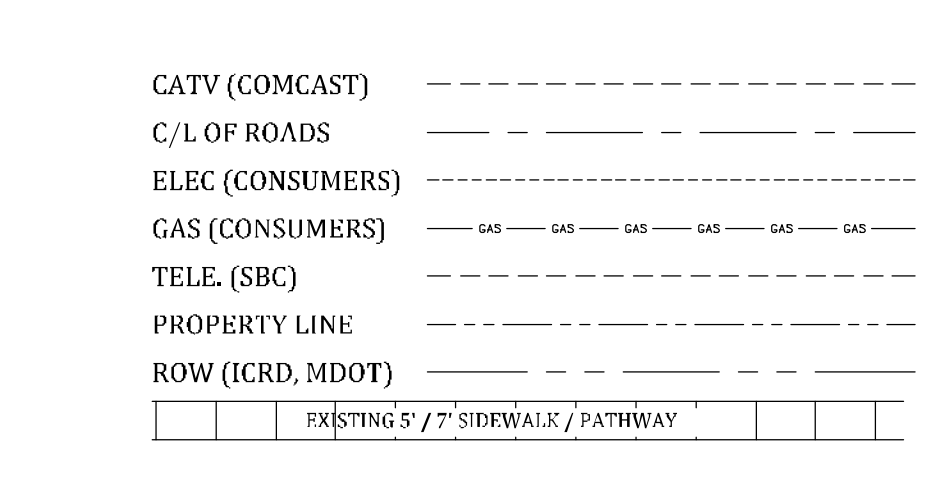 CATV (COMCAST)
C/L OF ROADS
ELEC (CONSUMERS)
GAS (CONSUMERS) GAS GAS GAS GAS GAS GAS
TELE. (SBC)
PROPERTY LINE
ROW (ICRD, MDOT)
EXISTING 5' / 7' SIDEWALK / PATHWAY